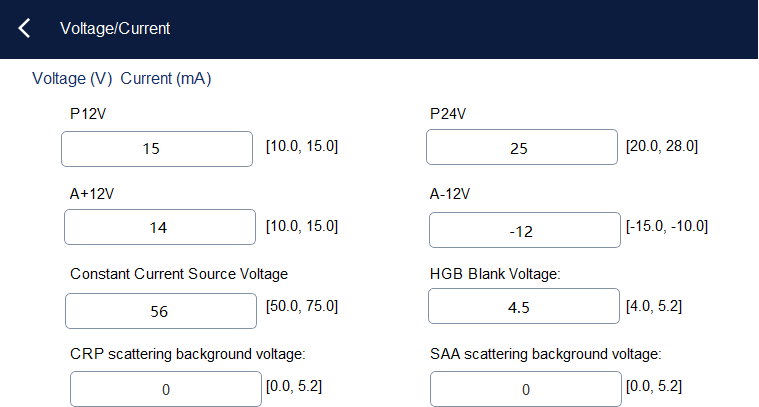 Voltage/Current
Voltage (V) Current (mA)
P12V P24V
15 [10.0, 15.0] 25 [20.0, 28.0]
A+12V A-12V
14 [10.0, 15.0] -12 [-15.0, -10.0]
Constant Current Source Voltage HGB Blank Voltage:
56 [50.0, 75.0] 4.5 [4.0, 5.2]
CRP scattering background voltage: SAA scattering background voltage:
0 [0.0, 5.2] 0 [0.0, 5.2]